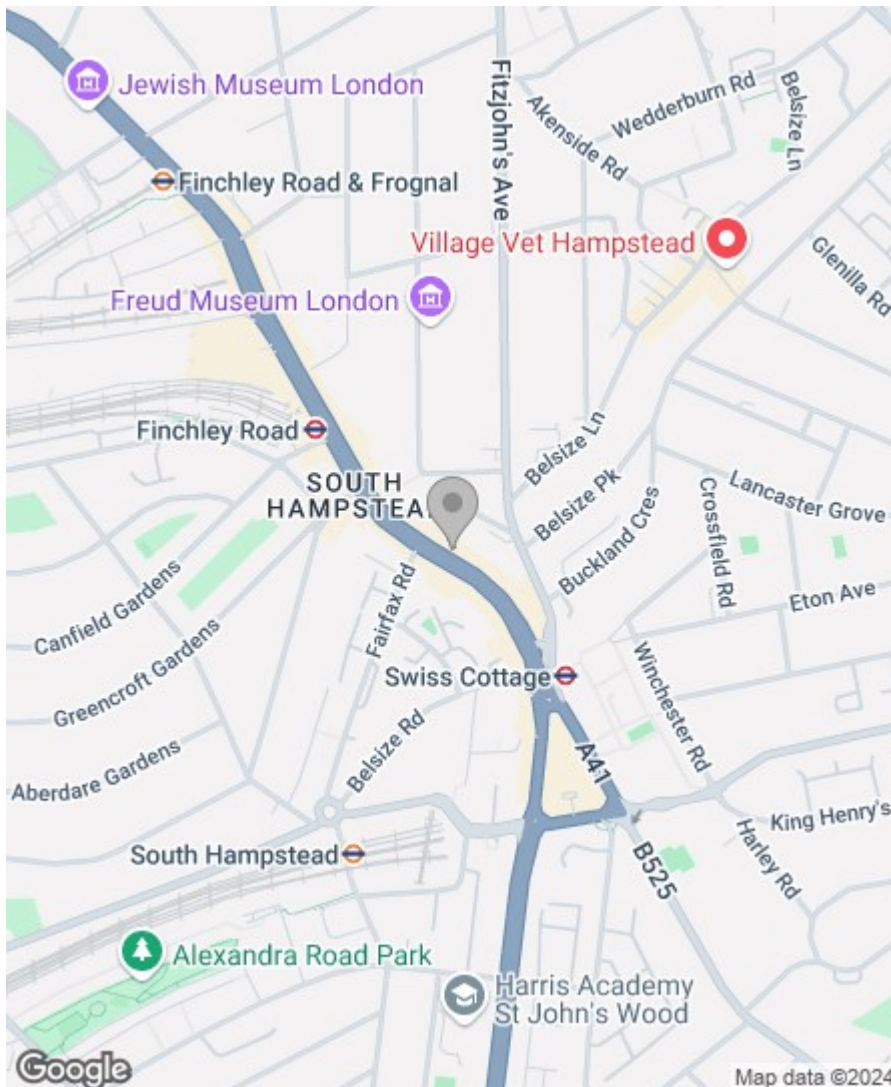 Jewish Museum London
Fitzjohn's Ave
Wedderburn Rd
Belsize Ln
Akenside Rd
Finchley Road & Frognal
Village Vet Hampstead
Glenilla Rd
Freud Museum London
Finchley Road
Belsize Ln
SOUTH
HAMPSTEA
Belsize Pk
Lancaster Grove
Crossfield Rd
Buckland Cres
Canfield Gardens
Fairfax Rd
Eton Ave
Greencroft Gardens
Swiss Cottage
Winchester Rd
Belsize Rd
A41
Aberdare Gardens
King Henry's
South Hampstead
Harley Rd
B525
Alexandra Road Park
Harris Academy
St John's Wood
Google
Map data ©2024